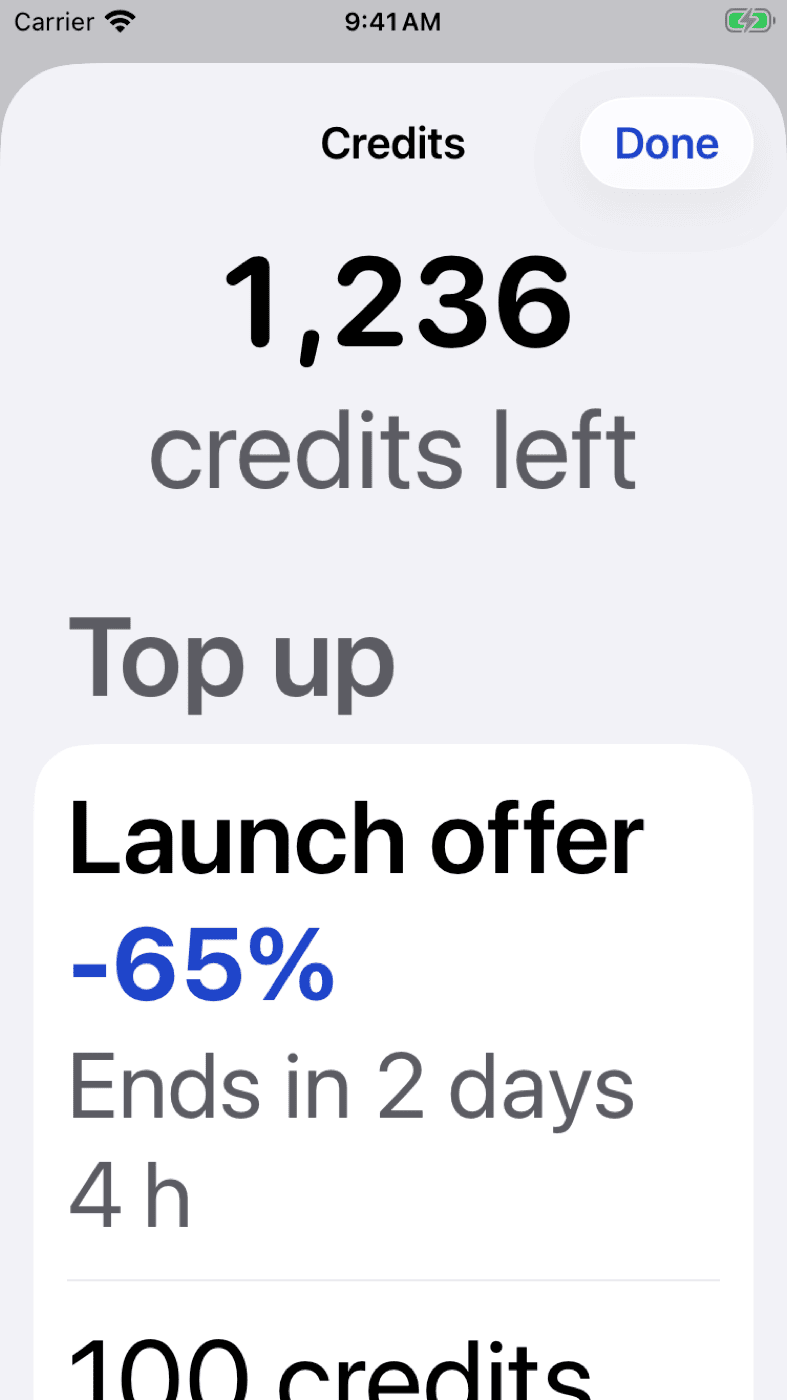 Carrier 9:41 AM
Credits Done
1,236
credits left
Top up
Launch offer
-65%
Ends in 2 days
4 h
100 credits